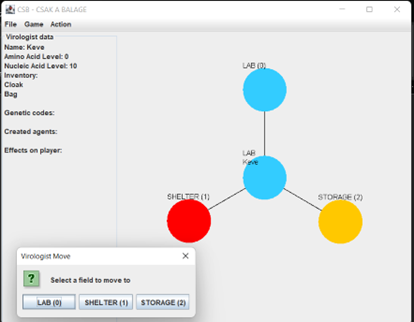 CSB - CSAK A BALAGE
File Game Action
Virologist data
Name: Keve
Amino Acid Level: 0
Nucleic Acid Level: 10
Inventory:
Cloak
Bag
Genetic codes:
Created agents:
Effects on player:
LAB (0)
LAB
Keve
SHELTER (1)
STORAGE (2)
Virologist Move
Select a field to move to
LAB (0) SHELTER (1) STORAGE (2)